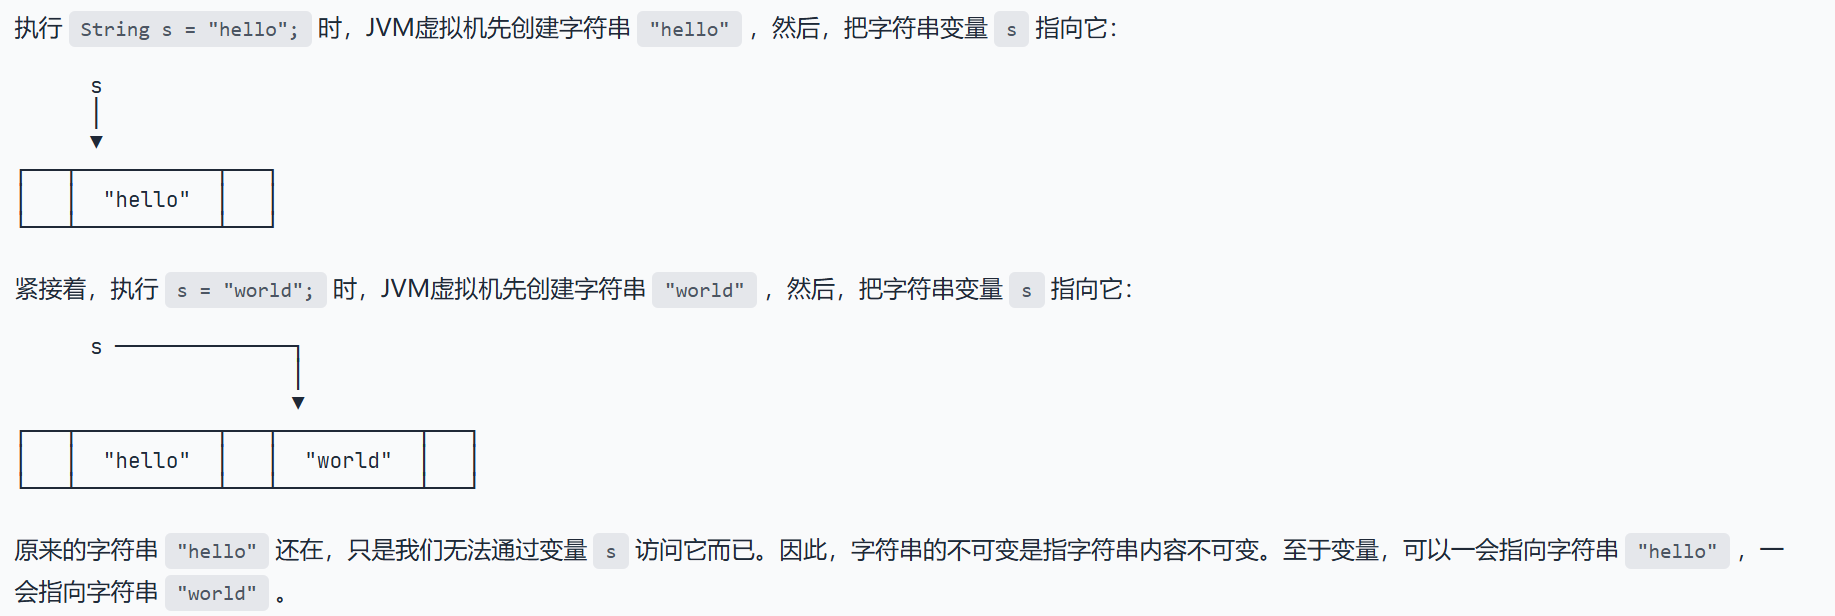 执行 String s = "hello"; 时，JVM虚拟机先创建字符串 "hello" ，然后，把字符串变量 s 指向它：
s
"hello"
紧接着，执行 s = "world"; 时，JVM虚拟机先创建字符串 "world" ，然后，把字符串变量 s 指向它：
s
"hello" "world"
原来的字符串 "hello" 还在，只是我们无法通过变量 s 访问它而已。因此，字符串的不可变是指字符串内容不可变。至于变量，可以一会指向字符串 "hello" ，一
会指向字符串 "world" 。